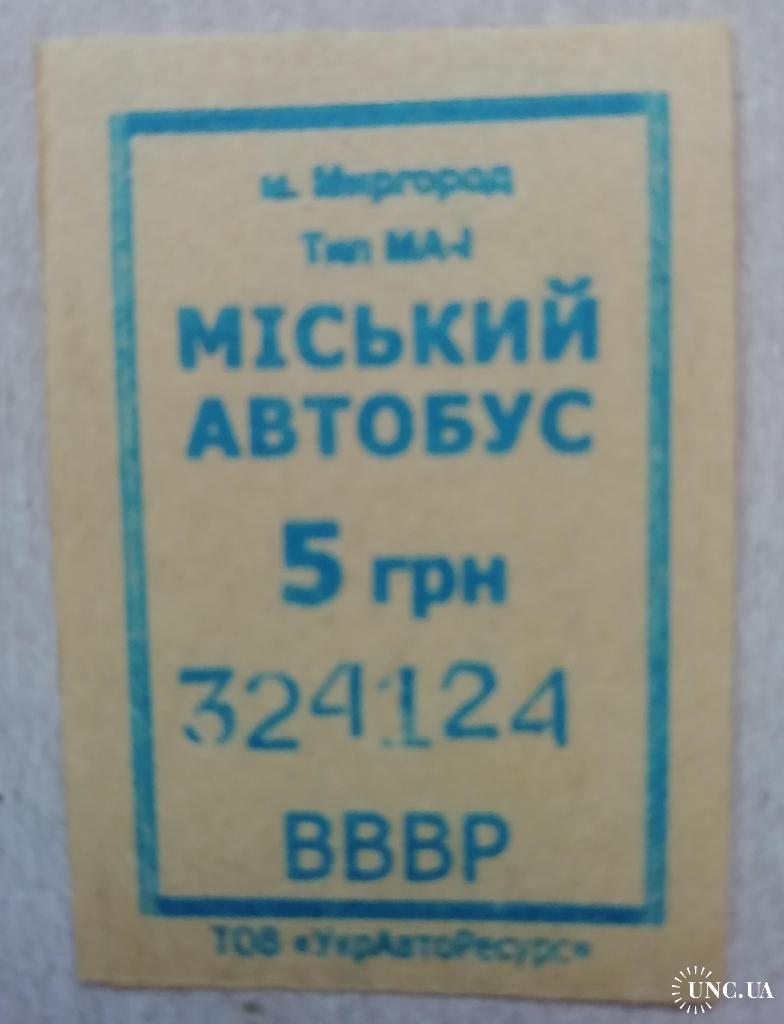 м. Миргород
Тип МА-І
МІСЬКИЙ
АВТОБУС
5 грн
324124
ВВВР
ТОВ «УкрАвтоРесурс»
UNC.UA